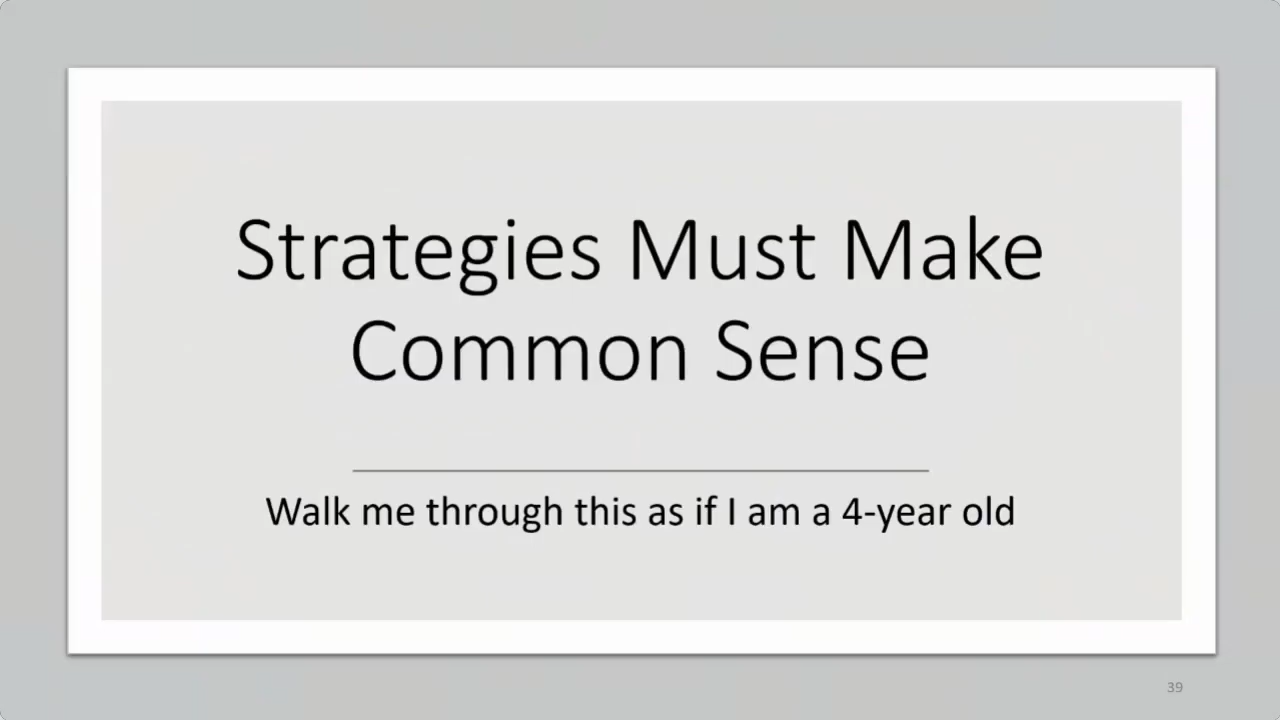 Strategies Must Make
Common Sense
Walk me through this as if I am a 4-year old
39